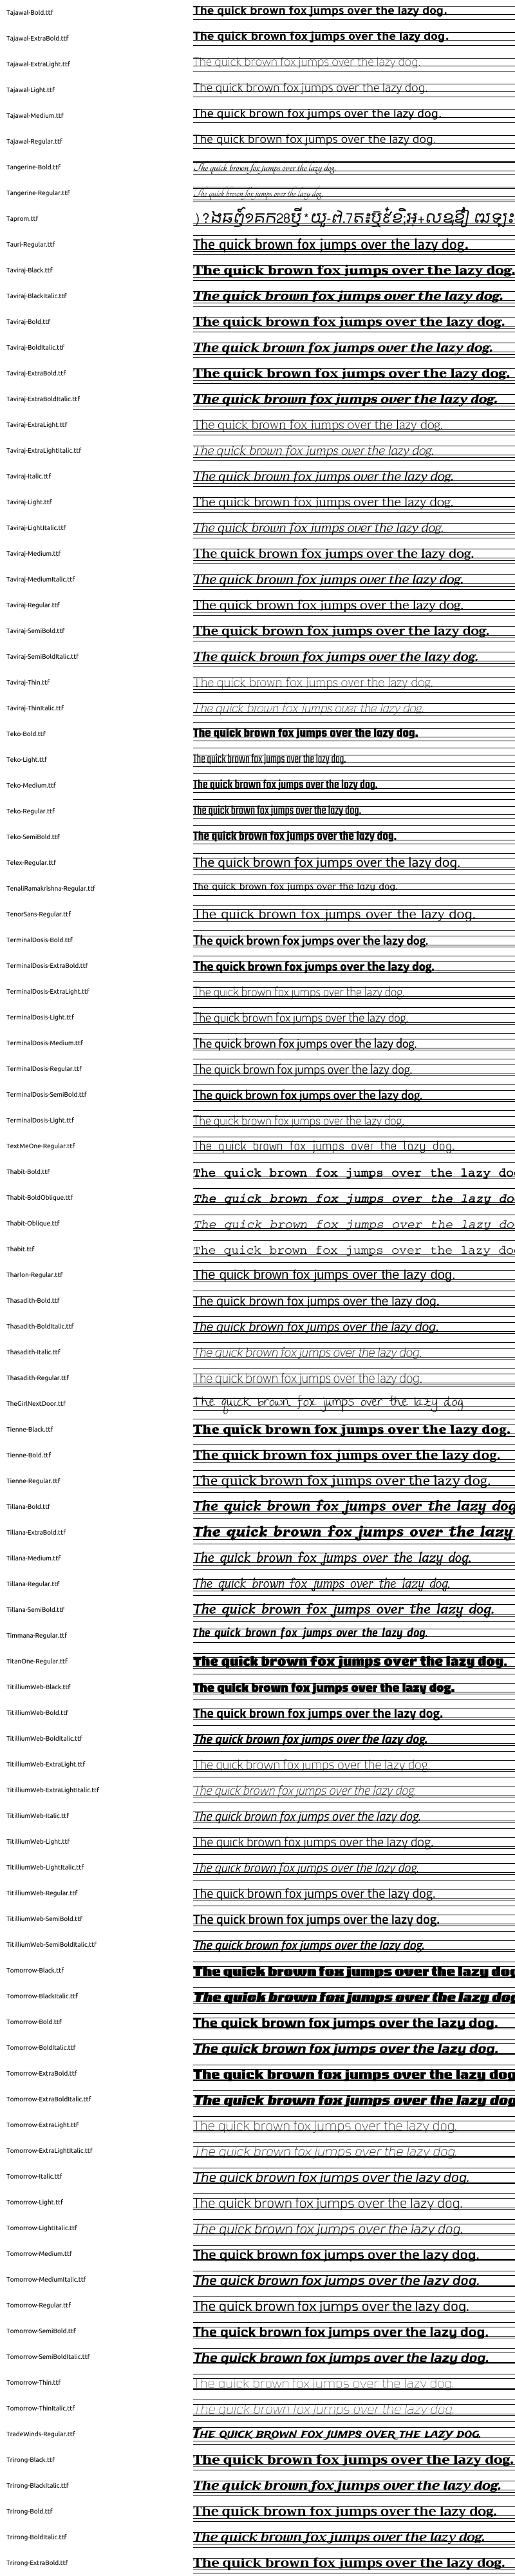 Tajawal-Bold.ttf The quick brown fox jumps over the lazy dog.
Tajawal-ExtraBold.ttf The quick brown fox jumps over the lazy dog.
Tajawal-ExtraLight.ttf The quick brown fox jumps over the lazy dog.
Tajawal-Light.ttf The quick brown fox jumps over the lazy dog.
Tajawal-Medium.ttf The quick brown fox jumps over the lazy dog.
Tajawal-Regular.ttf The quick brown fox jumps over the lazy dog.
Tangerine-Bold.ttf The quick brown fox jumps over the lazy dog.
Tangerine-Regular.ttf The quick brown fox jumps over the lazy dog.
Taprom.ttf
Tauri-Regular.ttf The quick brown fox jumps over the lazy dog.
Taviraj-Black.ttf The quick brown fox jumps over the lazy dog.
Taviraj-BlackItalic.ttf The quick brown fox jumps over the lazy dog.
Taviraj-Bold.ttf The quick brown fox jumps over the lazy dog.
Taviraj-BoldItalic.ttf The quick brown fox jumps over the lazy dog.
Taviraj-ExtraBold.ttf The quick brown fox jumps over the lazy dog.
Taviraj-ExtraBoldItalic.ttf The quick brown fox jumps over the lazy dog.
Taviraj-ExtraLight.ttf The quick brown fox jumps over the lazy dog.
Taviraj-ExtraLightItalic.ttf The quick brown fox jumps over the lazy dog.
Taviraj-Italic.ttf The quick brown fox jumps over the lazy dog.
Taviraj-Light.ttf The quick brown fox jumps over the lazy dog.
Taviraj-LightItalic.ttf The quick brown fox jumps over the lazy dog.
Taviraj-Medium.ttf The quick brown fox jumps over the lazy dog.
Taviraj-MediumItalic.ttf The quick brown fox jumps over the lazy dog.
Taviraj-Regular.ttf The quick brown fox jumps over the lazy dog.
Taviraj-SemiBold.ttf The quick brown fox jumps over the lazy dog.
Taviraj-SemiBoldItalic.ttf The quick brown fox jumps over the lazy dog.
Taviraj-Thin.ttf The quick brown fox jumps over the lazy dog.
Taviraj-ThinItalic.ttf The quick brown fox jumps over the lazy dog.
Teko-Bold.ttf The quick brown fox jumps over the lazy dog.
Teko-Light.ttf The quick brown fox jumps over the lazy dog.
Teko-Medium.ttf The quick brown fox jumps over the lazy dog.
Teko-Regular.ttf The quick brown fox jumps over the lazy dog.
Teko-SemiBold.ttf The quick brown fox jumps over the lazy dog.
Telex-Regular.ttf The quick brown fox jumps over the lazy dog.
TenaliRamakrishna-Regular.ttf The quick brown fox jumps over the lazy dog.
TenorSans-Regular.ttf The quick brown fox jumps over the lazy dog.
TerminalDosis-Bold.ttf The quick brown fox jumps over the lazy dog.
TerminalDosis-ExtraBold.ttf The quick brown fox jumps over the lazy dog.
TerminalDosis-ExtraLight.ttf The quick brown fox jumps over the lazy dog.
TerminalDosis-Light.ttf The quick brown fox jumps over the lazy dog.
TerminalDosis-Medium.ttf The quick brown fox jumps over the lazy dog.
TerminalDosis-Regular.ttf The quick brown fox jumps over the lazy dog.
TerminalDosis-SemiBold.ttf The quick brown fox jumps over the lazy dog.
TerminalDosis-Light.ttf The quick brown fox jumps over the lazy dog.
TextMeOne-Regular.ttf The quick brown fox jumps over the lazy dog.
Thabit-Bold.ttf The quick brown fox jumps over the lazy do
Thabit-BoldOblique.ttf The quick brown fox jumps over the lazy do
Thabit-Oblique.ttf The quick brown fox jumps over the lazy do
Thabit.ttf The quick brown fox jumps over the lazy do
Tharlon-Regular.ttf The quick brown fox jumps over the lazy dog.
Thasadith-Bold.ttf The quick brown fox jumps over the lazy dog.
Thasadith-BoldItalic.ttf The quick brown fox jumps over the lazy dog.
Thasadith-Italic.ttf The quick brown fox jumps over the lazy dog.
Thasadith-Regular.ttf The quick brown fox jumps over the lazy dog.
TheGirlNextDoor.ttf The quick brown fox jumps over the lazy dog
Tienne-Black.ttf The quick brown fox jumps over the lazy dog.
Tienne-Bold.ttf The quick brown fox jumps over the lazy dog.
Tienne-Regular.ttf The quick brown fox jumps over the lazy dog.
Tillana-Bold.ttf The quick brown fox jumps over the lazy dog
Tillana-ExtraBold.ttf The quick brown fox jumps over the lazy
Tillana-Medium.ttf The quick brown fox jumps over the lazy dog.
Tillana-Regular.ttf The quick brown fox jumps over the lazy dog.
Tillana-SemiBold.ttf The quick brown fox jumps over the lazy dog.
Timmana-Regular.ttf The quick brown fox jumps over the lazy dog.
TitanOne-Regular.ttf The quick brown fox jumps over the lazy dog.
TitilliumWeb-Black.ttf The quick brown fox jumps over the lazy dog.
TitilliumWeb-Bold.ttf The quick brown fox jumps over the lazy dog.
TitilliumWeb-BoldItalic.ttf The quick brown fox jumps over the lazy dog.
TitilliumWeb-ExtraLight.ttf The quick brown fox jumps over the lazy dog.
TitilliumWeb-ExtraLightItalic.ttf The quick brown fox jumps over the lazy dog.
TitilliumWeb-Italic.ttf The quick brown fox jumps over the lazy dog.
TitilliumWeb-Light.ttf The quick brown fox jumps over the lazy dog.
TitilliumWeb-LightItalic.ttf The quick brown fox jumps over the lazy dog.
TitilliumWeb-Regular.ttf The quick brown fox jumps over the lazy dog.
TitilliumWeb-SemiBold.ttf The quick brown fox jumps over the lazy dog.
TitilliumWeb-SemiBoldItalic.ttf The quick brown fox jumps over the lazy dog.
Tomorrow-Black.ttf The quick brown fox jumps over the lazy dog
Tomorrow-BlackItalic.ttf The quick brown fox jumps over the lazy dog
Tomorrow-Bold.ttf The quick brown fox jumps over the lazy dog.
Tomorrow-BoldItalic.ttf The quick brown fox jumps over the lazy dog.
Tomorrow-ExtraBold.ttf The quick brown fox jumps over the lazy dog
Tomorrow-ExtraBoldItalic.ttf The quick brown fox jumps over the lazy dog
Tomorrow-ExtraLight.ttf The quick brown fox jumps over the lazy dog.
Tomorrow-ExtraLightItalic.ttf The quick brown fox jumps over the lazy dog.
Tomorrow-Italic.ttf The quick brown fox jumps over the lazy dog.
Tomorrow-Light.ttf The quick brown fox jumps over the lazy dog.
Tomorrow-LightItalic.ttf The quick brown fox jumps over the lazy dog.
Tomorrow-Medium.ttf The quick brown fox jumps over the lazy dog.
Tomorrow-MediumItalic.ttf The quick brown fox jumps over the lazy dog.
Tomorrow-Regular.ttf The quick brown fox jumps over the lazy dog.
Tomorrow-SemiBold.ttf The quick brown fox jumps over the lazy dog.
Tomorrow-SemiBoldItalic.ttf The quick brown fox jumps over the lazy dog.
Tomorrow-Thin.ttf The quick brown fox jumps over the lazy dog.
Tomorrow-ThinItalic.ttf The quick brown fox jumps over the lazy dog.
TradeWinds-Regular.ttf The quick brown fox jumps over the lazy dog.
Trirong-Black.ttf The quick brown fox jumps over the lazy dog.
Trirong-BlackItalic.ttf The quick brown fox jumps over the lazy dog.
Trirong-Bold.ttf The quick brown fox jumps over the lazy dog.
Trirong-BoldItalic.ttf The quick brown fox jumps over the lazy dog.
Trirong-ExtraBold.ttf The quick brown fox jumps over the lazy dog.